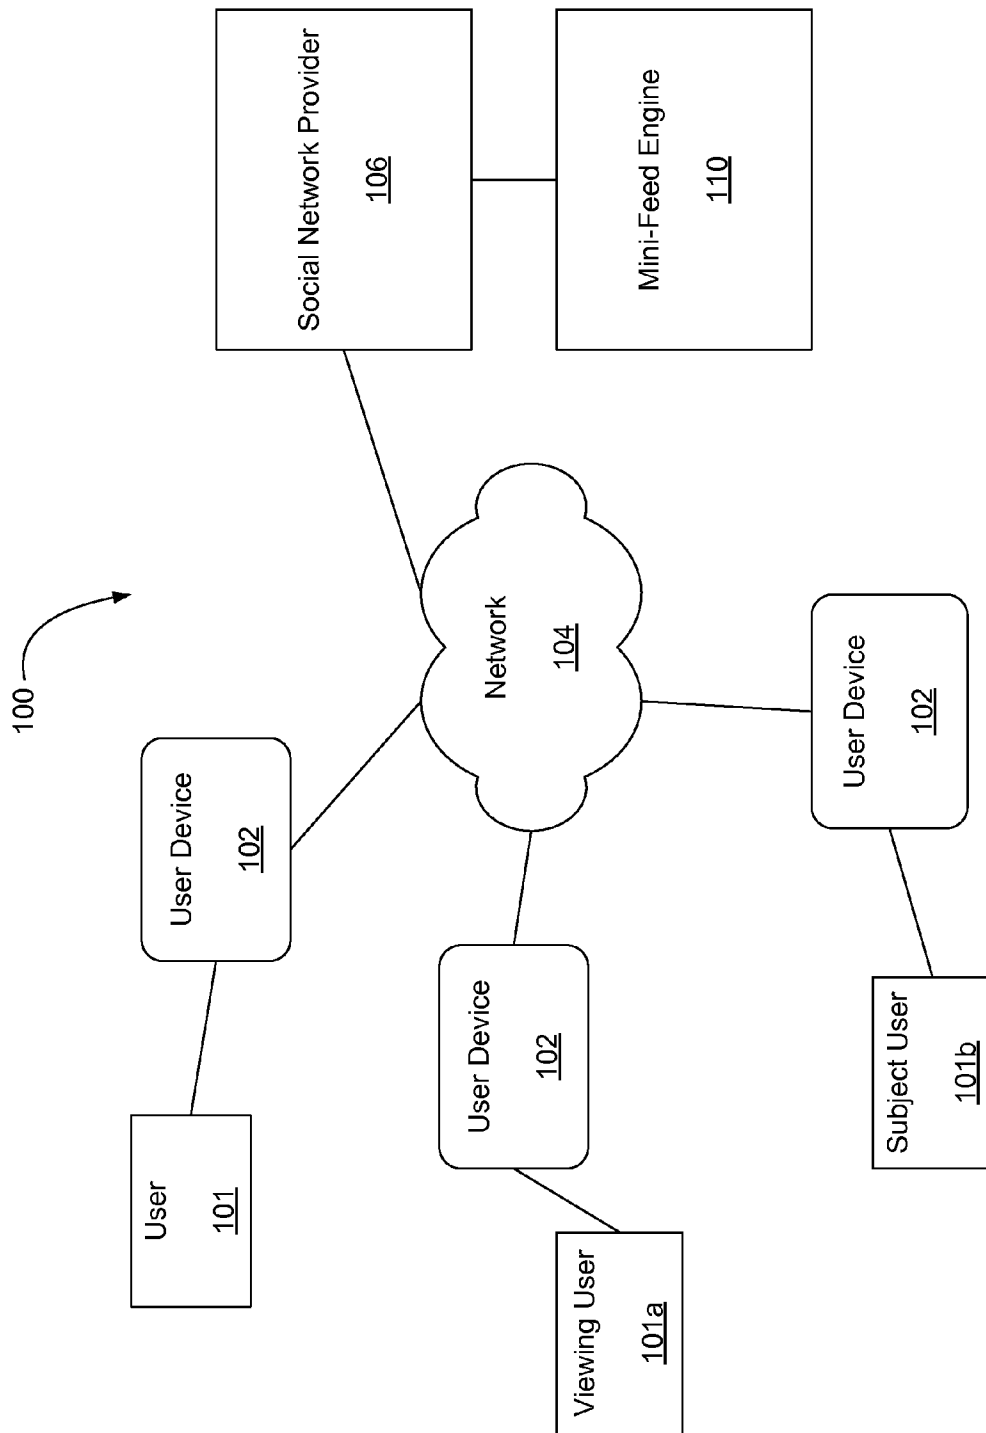 100
User
101
User Device
102
Viewing User
101a
User Device
102
Subject User
101b
User Device
102
Network
104
Social Network Provider
106
Mini-Feed Engine
110